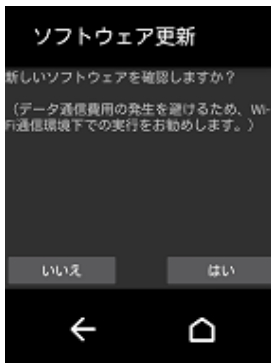 ソフトウェア更新
新しいソフトウェアを確認しますか？
（データ通信費用の発生を避けるため、Wi-
Fi通信環境下での実行をお勧めします。）
いいえ
はい